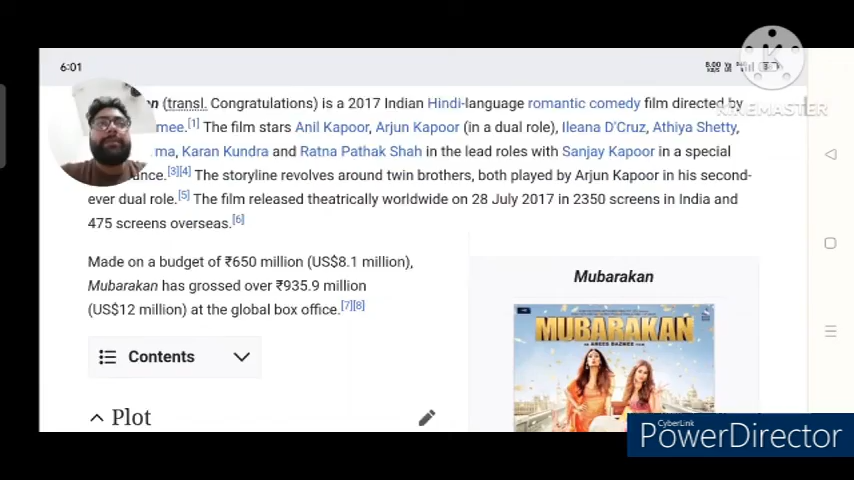 6:01
KINEMASTER
n (transl. Congratulations) is a 2017 Indian Hindi-language romantic comedy film directed by
mee.[1] The film stars Anil Kapoor, Arjun Kapoor (in a dual role), Ileana D'Cruz, Athiya Shetty,
ma, Karan Kundra and Ratna Pathak Shah in the lead roles with Sanjay Kapoor in a special
nce.[3][4] The storyline revolves around twin brothers, both played by Arjun Kapoor in his second-
ever dual role.[5] The film released theatrically worldwide on 28 July 2017 in 2350 screens in India and
475 screens overseas.[6]
Made on a budget of ₹650 million (US$8.1 million),
Mubarakan has grossed over ₹935.9 million
(US$12 million) at the global box office.[7][8]
Contents
Plot
Mubarakan
MUBARAKAN
AN ANEES BAZMEE FILM
CyberLink
PowerDirector